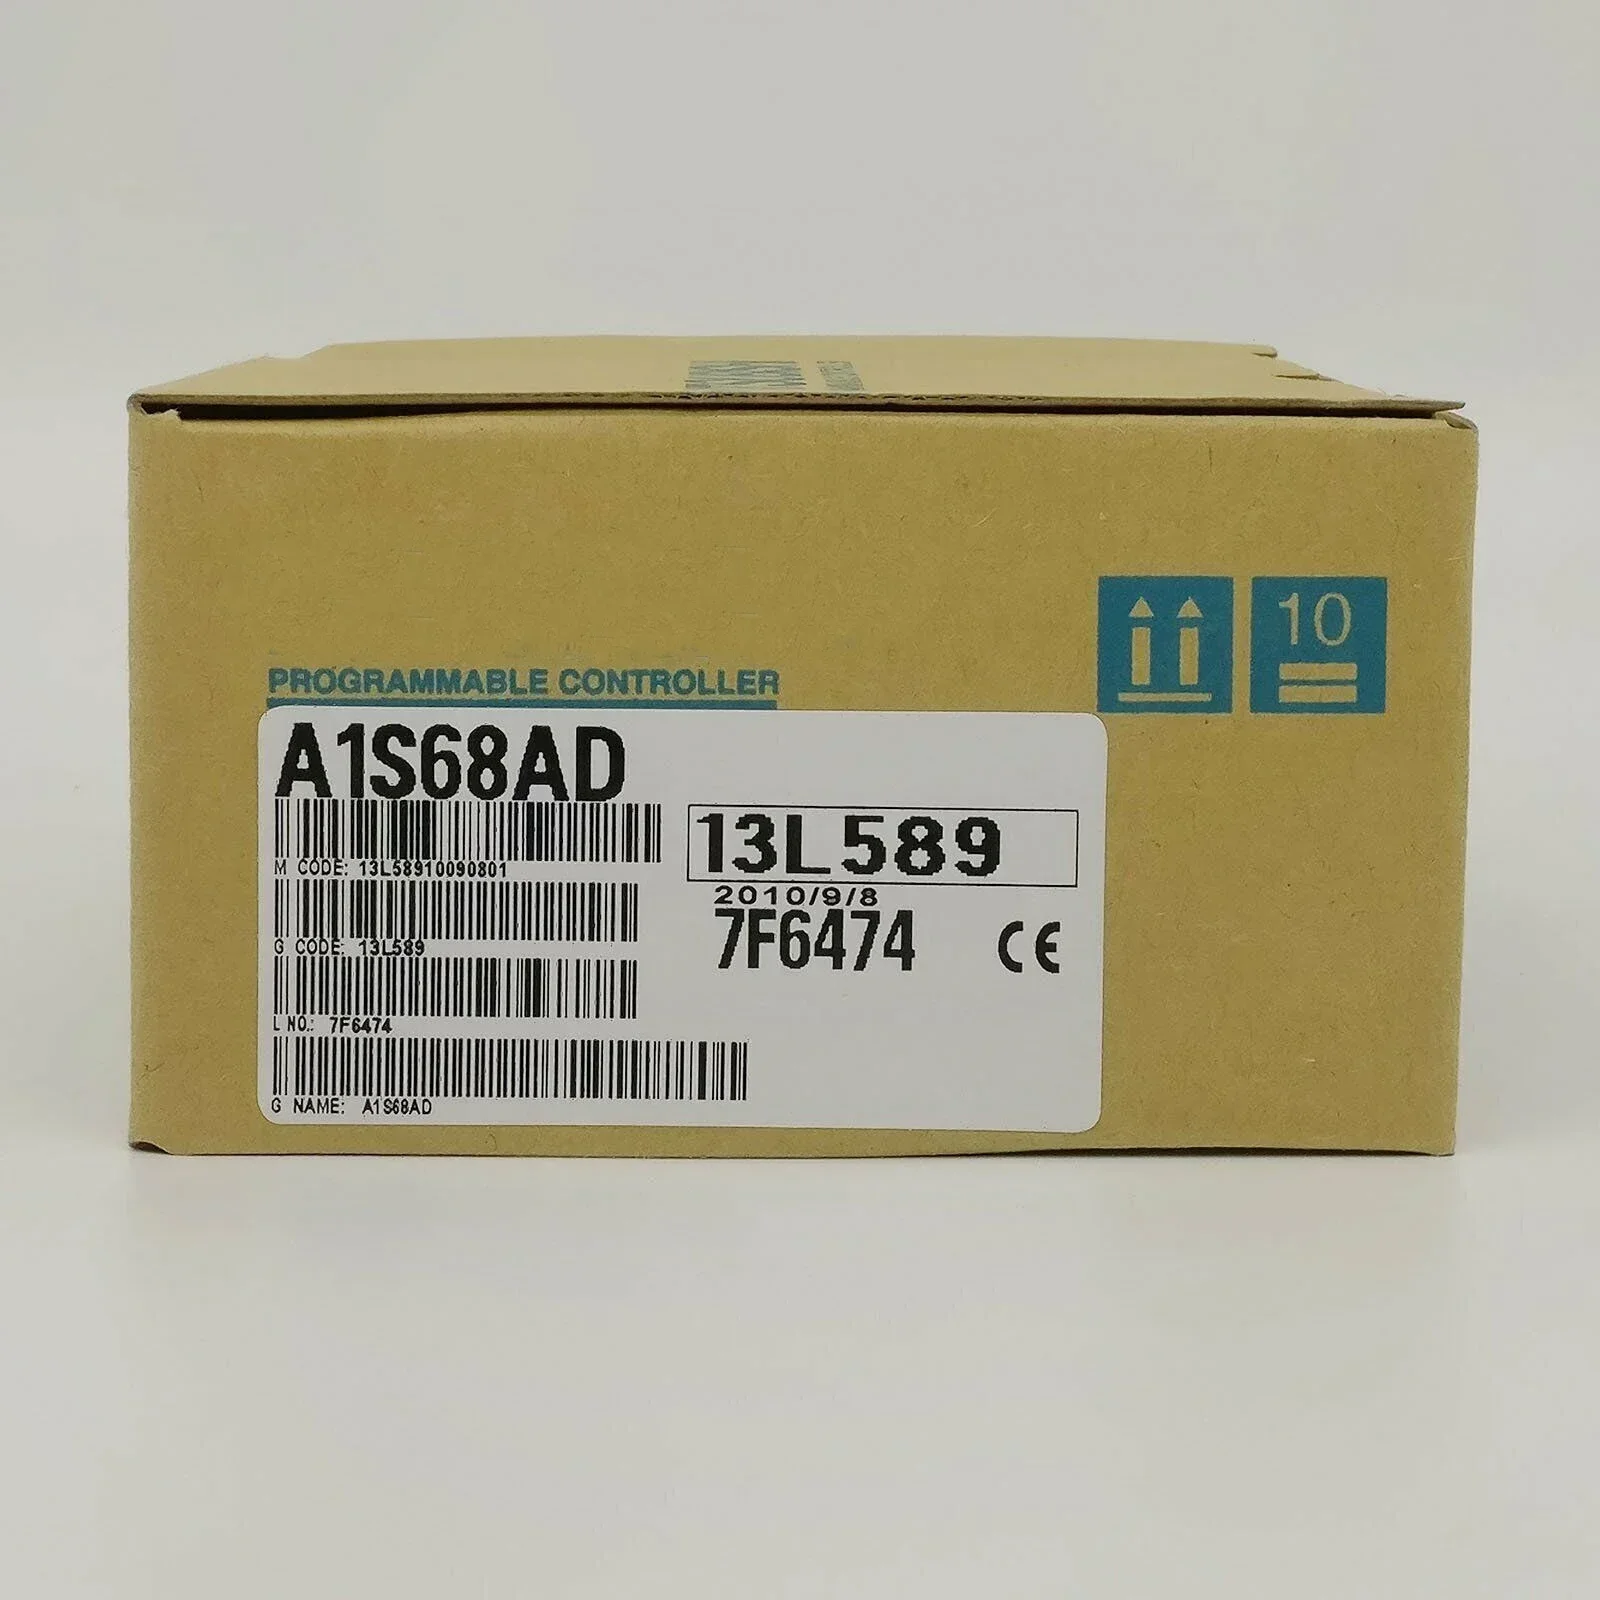 PROGRAMMABLE CONTROLLER
10
A1S68AD
M CODE: 13L58910090801
13L589
2010/9/8
7F6474 CE
G CODE: 13L589
L NO.: 7F6474
G NAME: A1S68AD